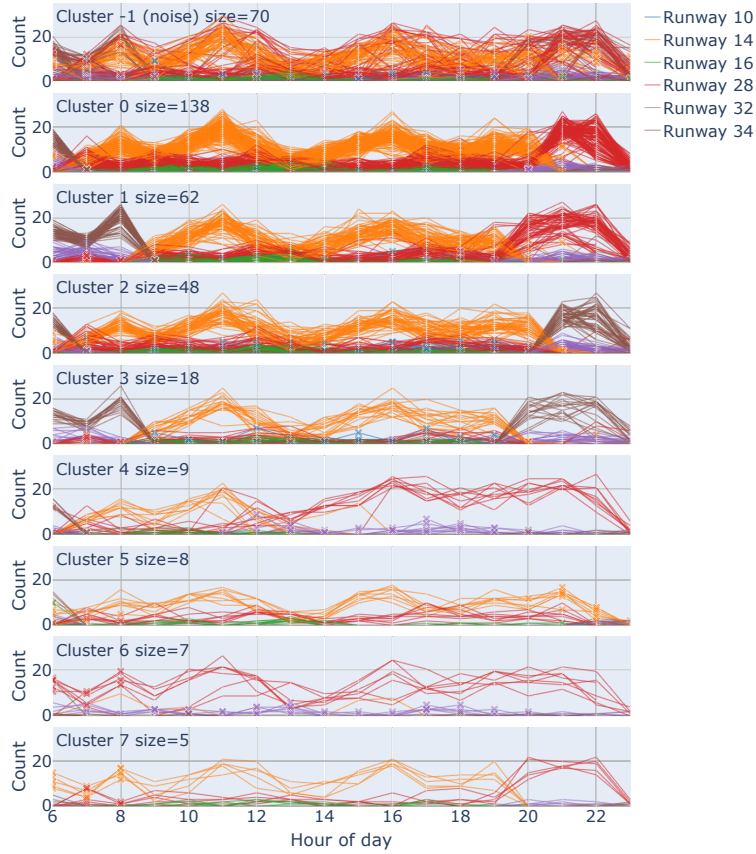 Cluster -1 (noise) size=70
Count
20
0
Runway 10
Runway 14
Runway 16
Runway 28
Runway 32
Runway 34
Cluster 0 size=138
Count
20
0
Cluster 1 size=62
Count
20
0
Cluster 2 size=48
Count
20
0
Cluster 3 size=18
Count
20
0
Cluster 4 size=9
Count
20
0
Cluster 5 size=8
Count
20
0
Cluster 6 size=7
Count
20
0
Cluster 7 size=5
Count
20
0
6 8 10 12 14 16 18 20 22
Hour of day